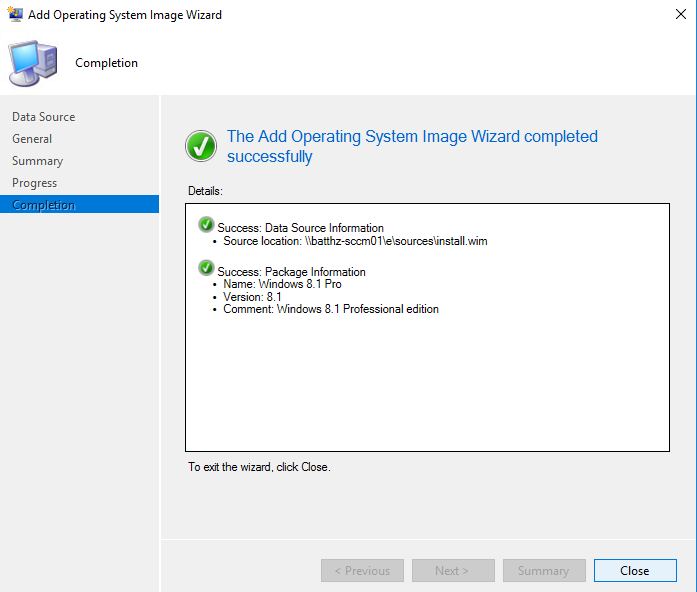 Add Operating System Image Wizard
Completion
Data Source
General
Summary
Progress
Completion
The Add Operating System Image Wizard completed
successfully
Details:
Success: Data Source Information
• Source location: \\batthz-sccm01\e\sources\install.wim
Success: Package Information
• Name: Windows 8.1 Pro
• Version: 8.1
• Comment: Windows 8.1 Professional edition
To exit the wizard, click Close.
< Previous
Next >
Summary
Close